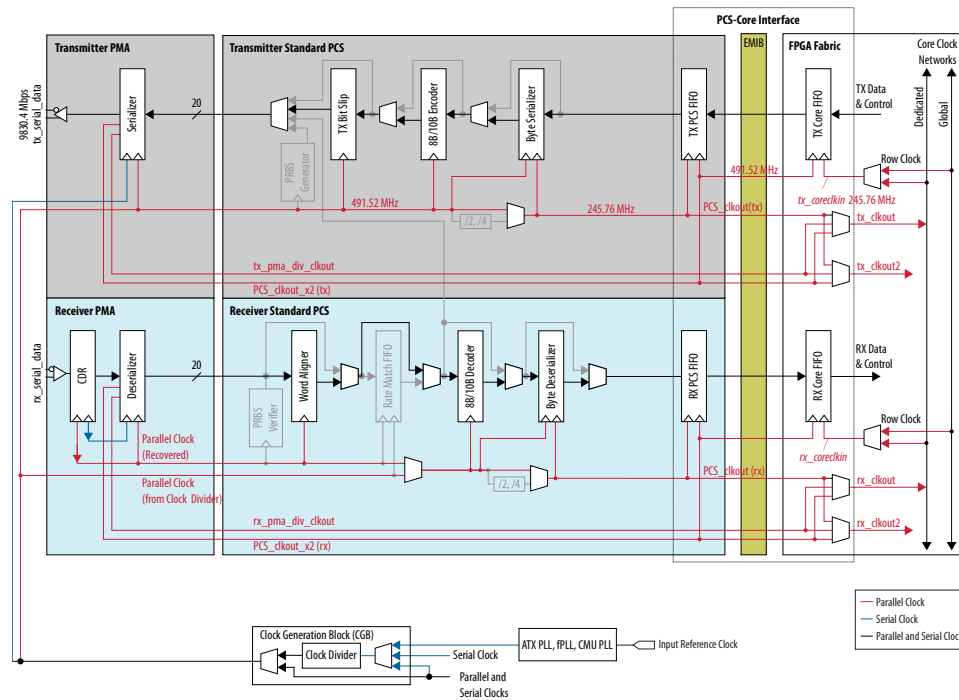 PCS-Core Interface
Transmitter PMA
Transmitter Standard PCS
EMIB
FPGA Fabric
Core Clock
Networks
Dedicated
Global
9830.4 Mbps
tx_serial_data
Serializer
20
TX Bit Slip
8B/10B Encoder
Byte Serializer
TX PCS FIFO
TX Core FIFO
TX Data
& Control
PRBS
Generator
491.52 MHz
/2, /4
245.76 MHz
PCS_clkout(tx)
491.52 MHz
Row Clock
tx_coreclkin 245.76 MHz
tx_clkout
tx_clkout2
tx_pma_div_clkout
PCS_clkout_x2 (tx)
Receiver PMA
Receiver Standard PCS
rx_serial_data
CDR
Deserializer
20
PRBS
Verifier
Word Aligner
Rate Match FIFO
8B/10B Decoder
Byte Deserializer
RX PCS FIFO
RX Core FIFO
RX Data
& Control
Row Clock
Parallel Clock
(Recovered)
Parallel Clock
(from Clock Divider)
/2, /4
PCS_clkout (rx)
rx_coreclkin
rx_clkout
rx_clkout2
rx_pma_div_clkout
PCS_clkout_x2 (rx)
Clock Generation Block (CGB)
Clock Divider
Serial Clock
Parallel and
Serial Clocks
ATX PLL, fPLL, CMU PLL
Input Reference Clock
Parallel Clock
Serial Clock
Parallel and Serial Clock